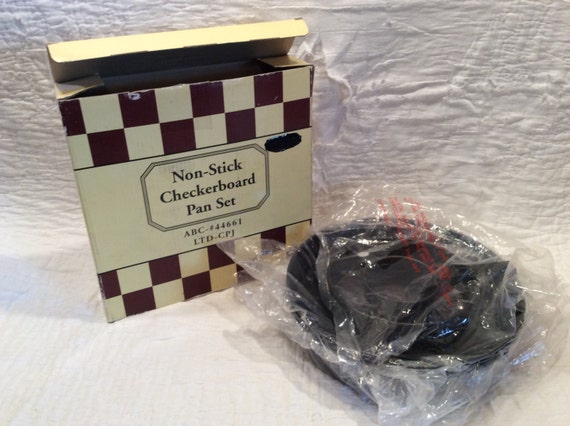 Non-Stick
Checkerboard
Pan Set
ABC-#44661
LTD-CPJ